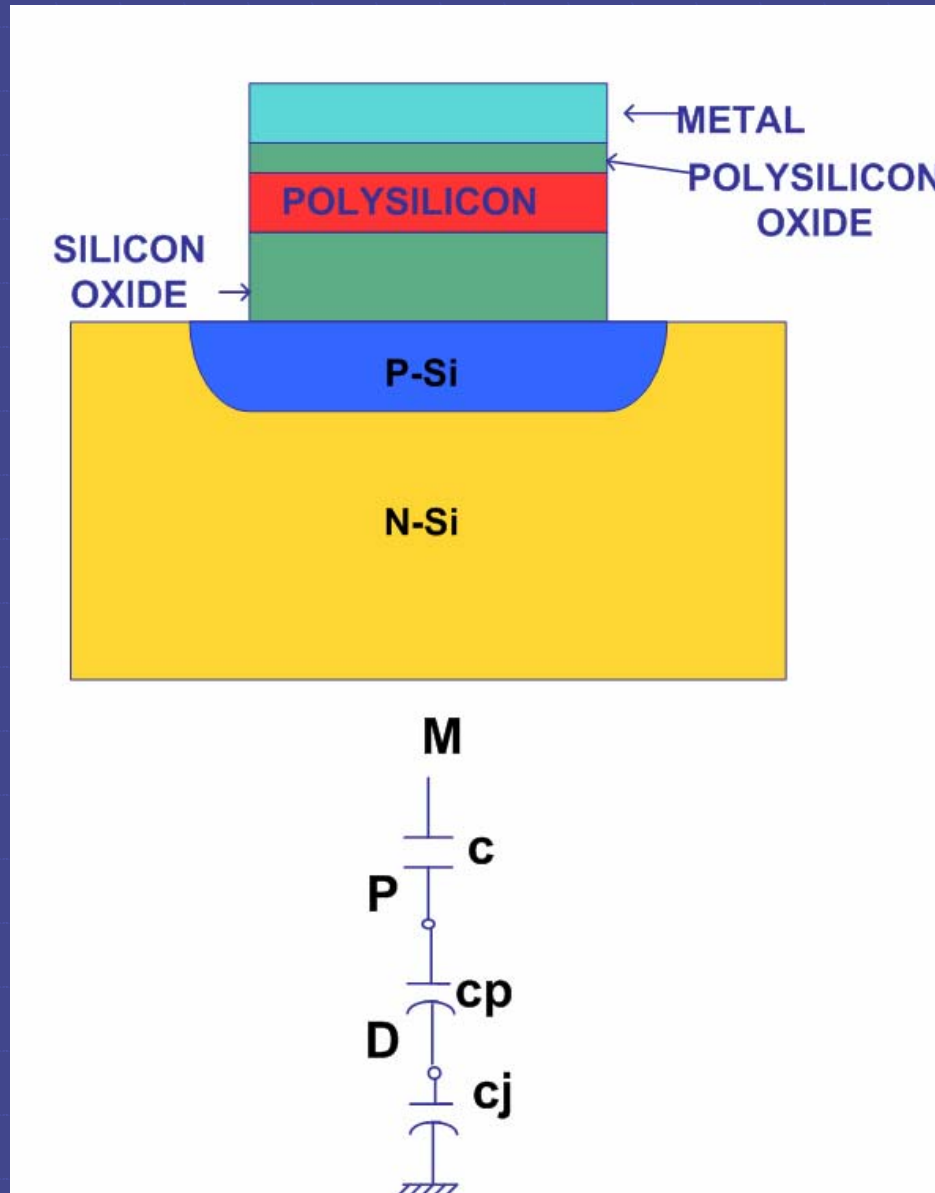 METAL
POLYSILICON
OXIDE
POLYSILICON
SILICON
OXIDE
P-Si
N-Si
M
c
P
cp
D
cj